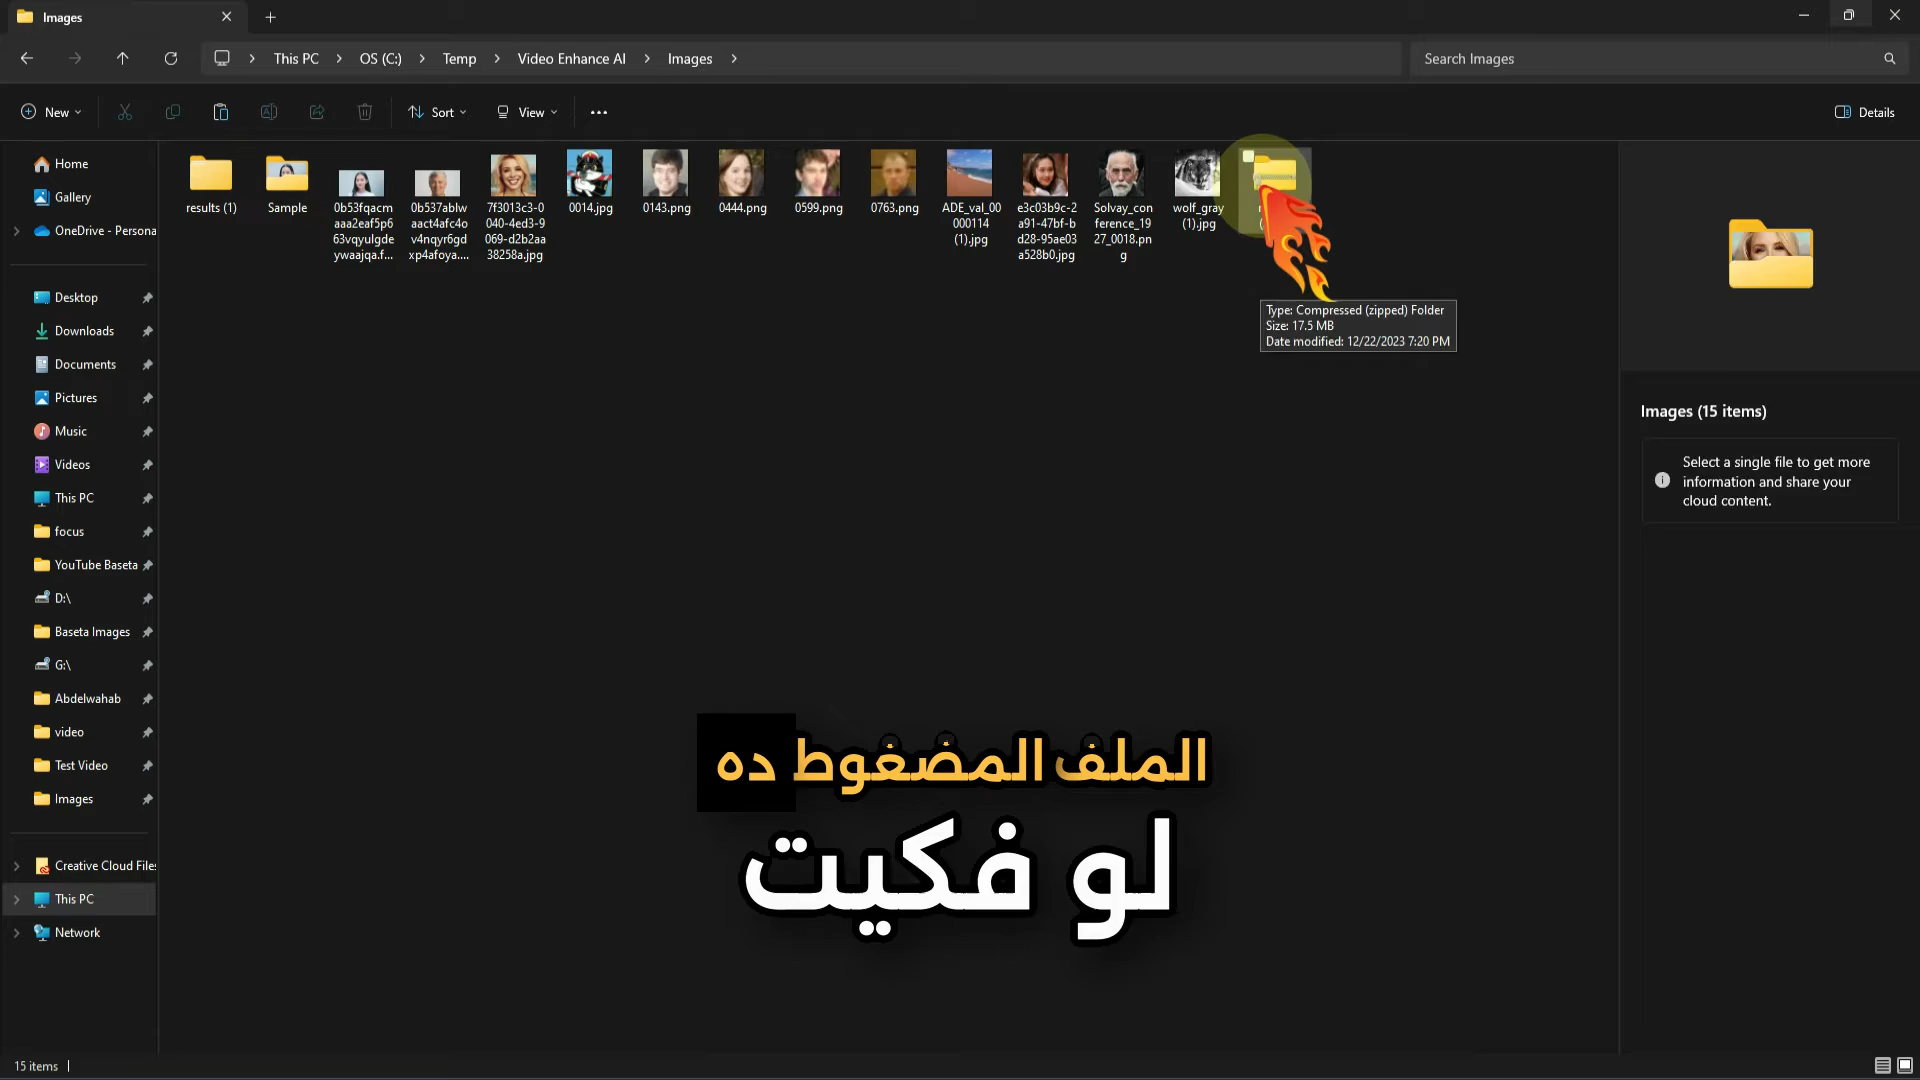 Images
This PC
OS (C:)
Temp
Video Enhance AI
Images
Search Images
New
Sort
View
Details
Home
Gallery
OneDrive - Persona
Desktop
Downloads
Documents
Pictures
Music
Videos
This PC
focus
YouTube Baseta
D:\
Baseta Images
G:\
Abdelwahab
video
Test Video
Images
Creative Cloud Files
This PC
Network
results (1)
Sample
0b53fqacm
aaa2eaf5p6
63vqyulgde
ywaajqa.f...
0b537ablw
aact4afc4o
v4nqyr6gd
xp4afoya....
7f3013c3-0
040-4ed3-9
069-d2b2aa
38258a.jpg
0014.jpg
0143.png
0444.png
0599.png
0763.png
ADE_val_00
000114
(1).jpg
e3c03b9c-2
a91-47bf-b
d28-95ae03
a528b0.jpg
Solvay_con
ference_19
27_0018.pn
g
wolf_gray
(1).jpg
Type: Compressed (zipped) Folder
Size: 17.5 MB
Date modified: 12/22/2023 7:20 PM
Images (15 items)
Select a single file to get more
information and share your
cloud content.
الملف المضغوط ده
لو فكيت
15 items